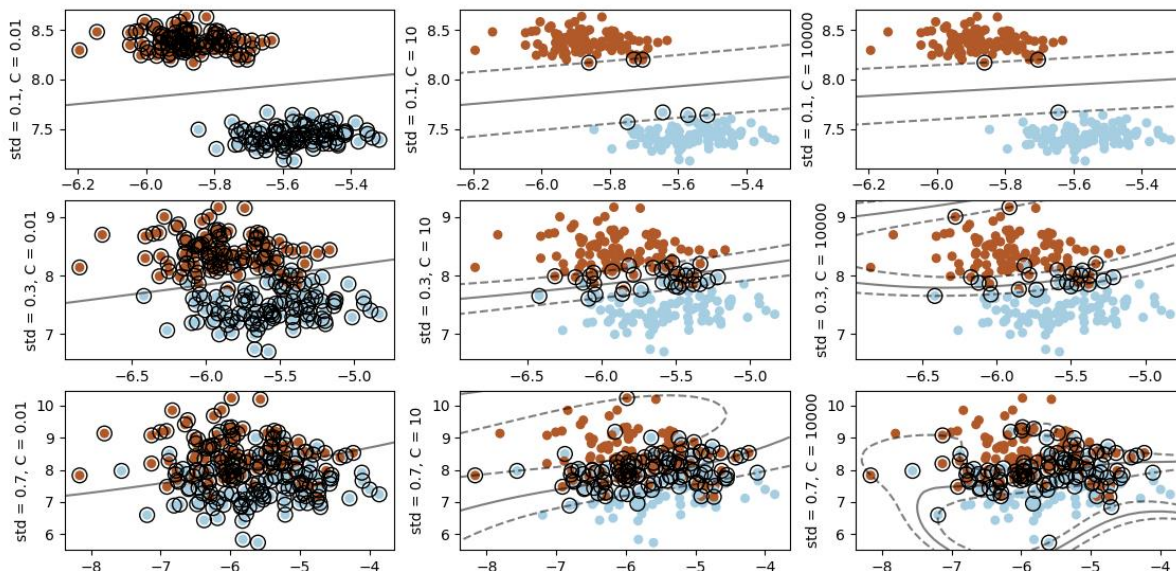 std = 0.1, C = 0.01
8.5
8.0
7.5
−6.2 −6.0 −5.8 −5.6 −5.4
std = 0.1, C = 10
8.5
8.0
7.5
−6.2 −6.0 −5.8 −5.6 −5.4
std = 0.1, C = 10000
8.5
8.0
7.5
−6.2 −6.0 −5.8 −5.6 −5.4
std = 0.3, C = 0.01
9
8
7
−6.5 −6.0 −5.5 −5.0
std = 0.3, C = 10
9
8
7
−6.5 −6.0 −5.5 −5.0
std = 0.3, C = 10000
9
8
7
−6.5 −6.0 −5.5 −5.0
std = 0.7, C = 0.01
10
9
8
7
6
−8 −7 −6 −5 −4
std = 0.7, C = 10
10
9
8
7
6
−8 −7 −6 −5 −4
std = 0.7, C = 10000
10
9
8
7
6
−8 −7 −6 −5 −4